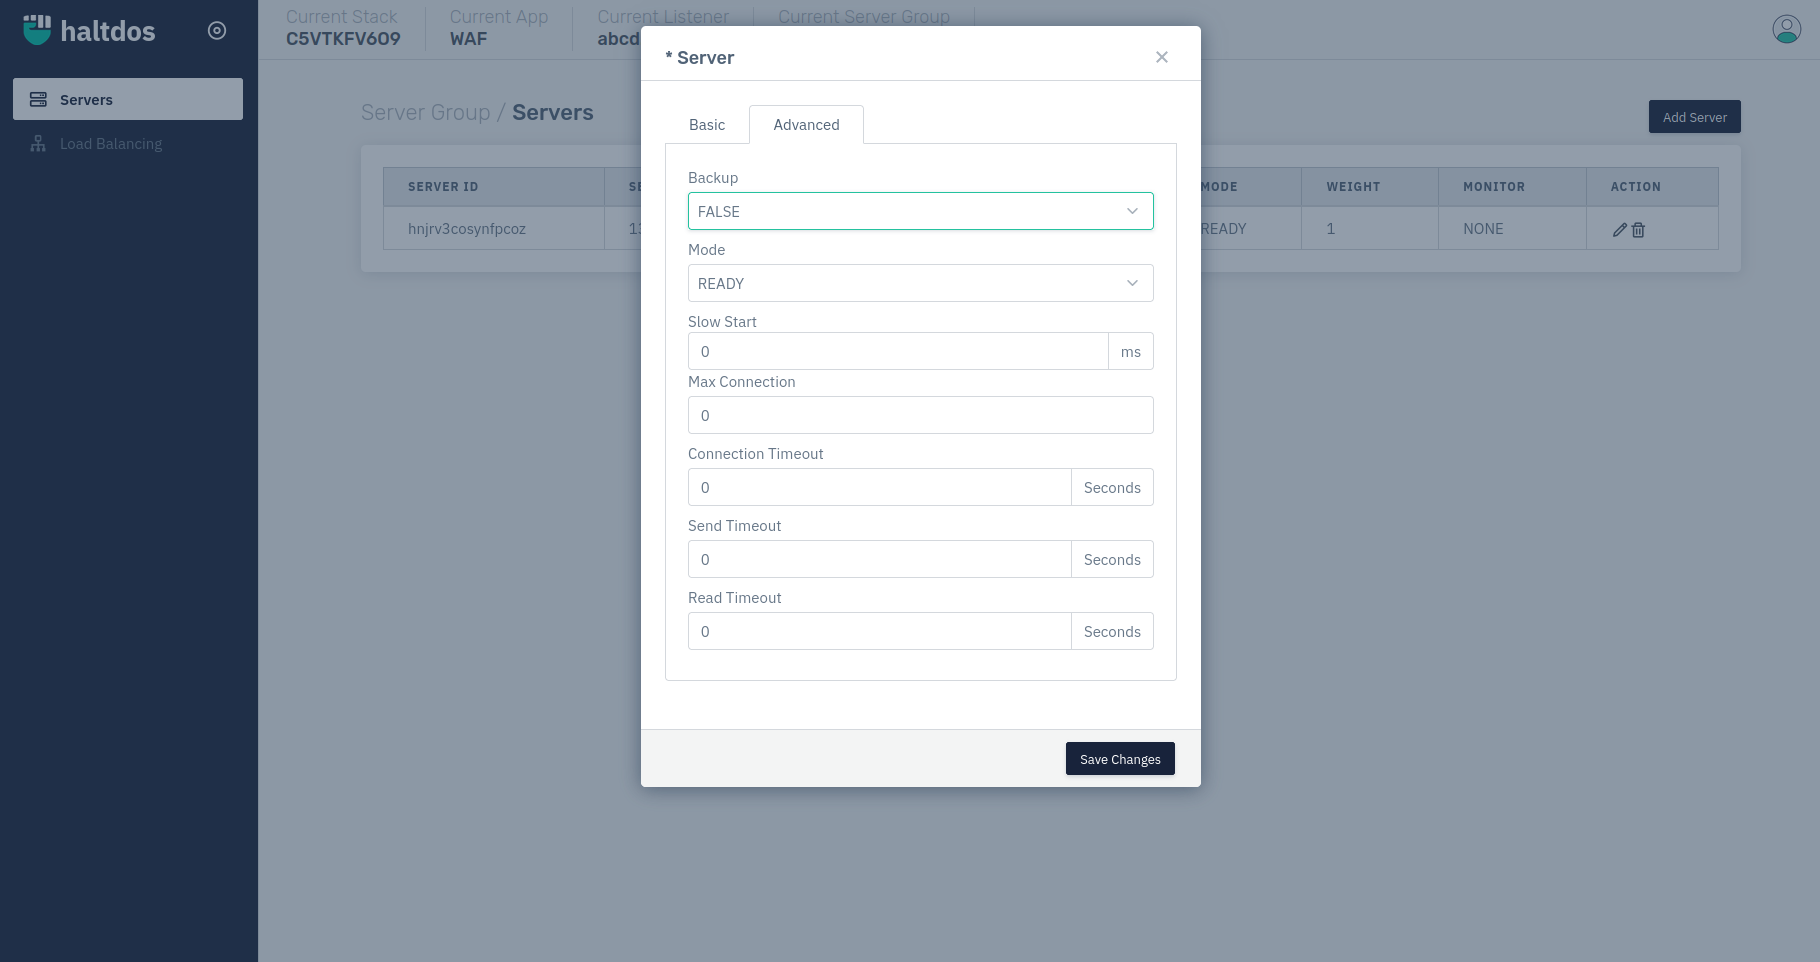 haltdos
Servers
Load Balancing
Current Stack
C5VTKFV6O9
Current App
WAF
Current Listener
abcd
Current Server Group
Server Group / Servers
Add Server
SERVER ID
MODE
WEIGHT
MONITOR
ACTION
hnjrv3cosynfpcoz
READY
1
NONE
* Server
Basic
Advanced
Backup
FALSE
Mode
READY
Slow Start
0
ms
Max Connection
0
Connection Timeout
0
Seconds
Send Timeout
0
Seconds
Read Timeout
0
Seconds
Save Changes